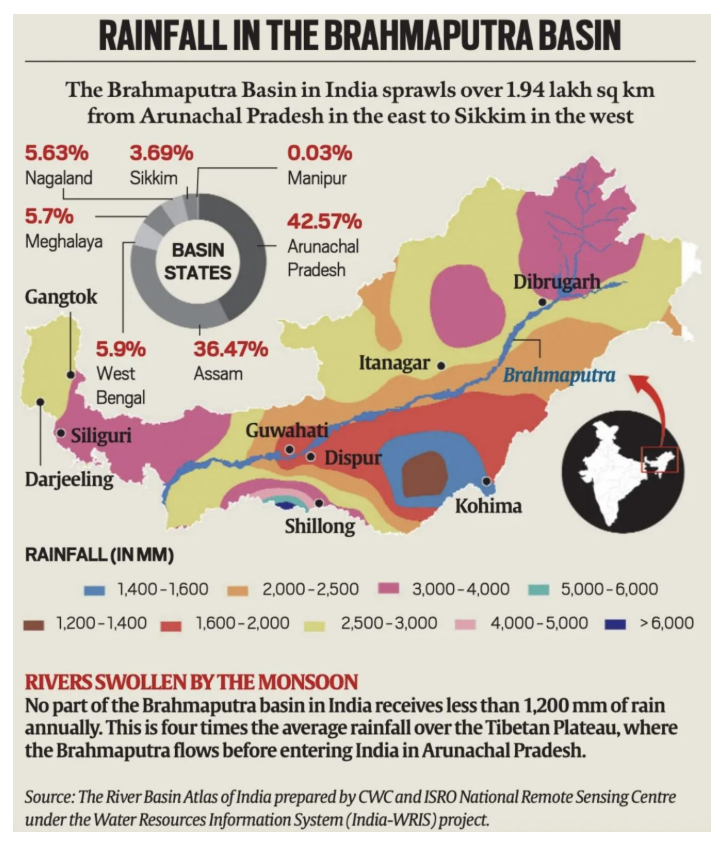 RAINFALL IN THE BRAHMAPUTRA BASIN
The Brahmaputra Basin in India sprawls over 1.94 lakh sq km
from Arunachal Pradesh in the east to Sikkim in the west
5.63%
Nagaland
3.69%
Sikkim
0.03%
Manipur
5.7%
Meghalaya
42.57%
Arunachal
Pradesh
BASIN
STATES
5.9%
West
Bengal
36.47%
Assam
Gangtok
Siliguri
Darjeeling
Dibrugarh
Itanagar
Brahmaputra
Guwahati
Dispur
Kohima
Shillong
RAINFALL (IN MM)
1,400-1,600
2,000-2,500
3,000-4,000
5,000-6,000
1,200-1,400
1,600-2,000
2,500-3,000
4,000-5,000
>6,000
RIVERS SWOLLEN BY THE MONSOON
No part of the Brahmaputra basin in India receives less than 1,200 mm of rain
annually. This is four times the average rainfall over the Tibetan Plateau, where
the Brahmaputra flows before entering India in Arunachal Pradesh.
Source: The River Basin Atlas of India prepared by CWC and ISRO National Remote Sensing Centre
under the Water Resources Information System (India-WRIS) project.